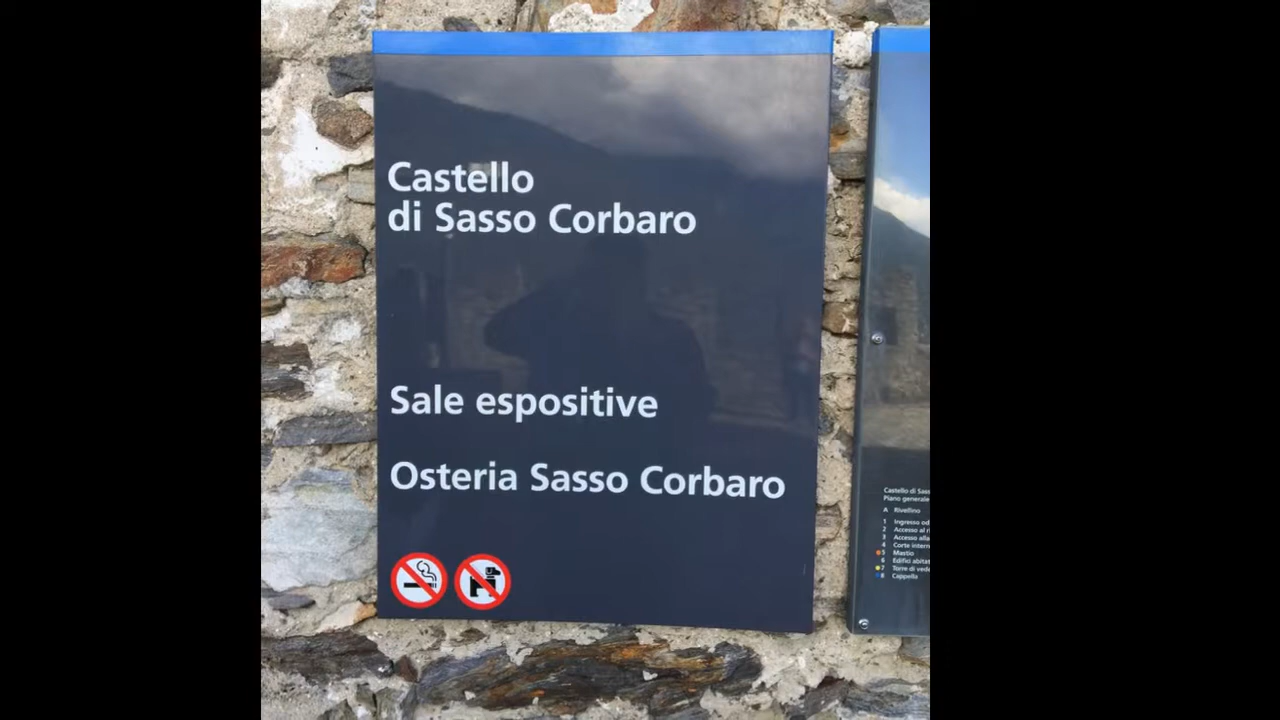 Castello
di Sasso Corbaro
Sale espositive
Osteria Sasso Corbaro
Castello di Sass
Piano generale
A Rivellino
1 Ingresso od
2 Accesso al r
3 Accesso alla
4 Corte intern
5 Mastio
6 Edifici abitat
7 Torre di vede
8 Cappella